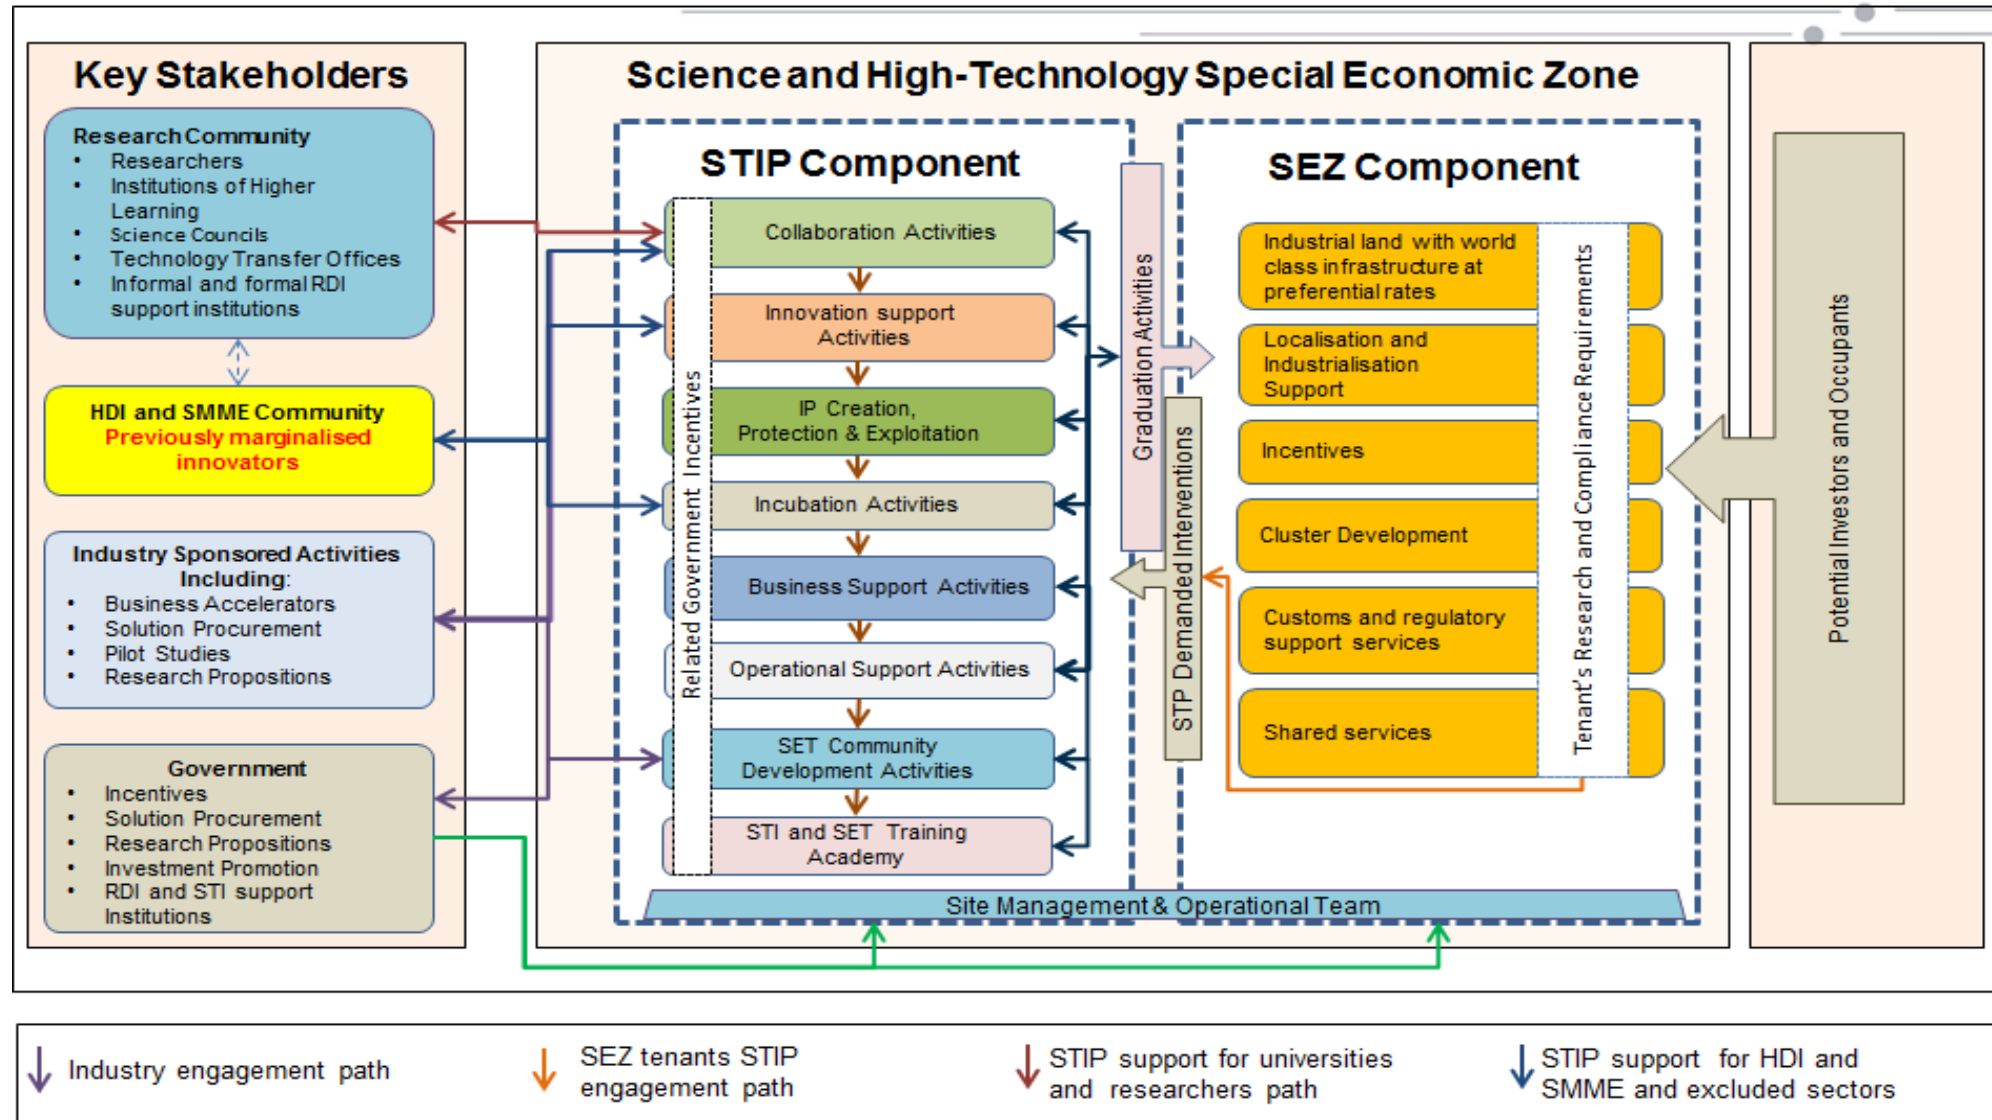 Key Stakeholders
Research Community
• Researchers
• Institutions of Higher
Learning
• Science Councils
• Technology Transfer Offices
• Informal and formal RDI
support institutions
HDI and SMME Community
Previously marginalised
innovators
Industry Sponsored Activities
Including:
• Business Accelerators
• Solution Procurement
• Pilot Studies
• Research Propositions
Government
• Incentives
• Solution Procurement
• Research Propositions
• Investment Promotion
• RDI and STI support
Institutions
Science and High-Technology Special Economic Zone
STIP Component
Related Government Incentives
Collaboration Activities
Innovation support
Activities
IP Creation,
Protection & Exploitation
Incubation Activities
Business Support Activities
Operational Support Activities
SET Community
Development Activities
STI and SET Training
Academy
Graduation Activities
STP Demanded Interventions
SEZ Component
Industrial land with world
class infrastructure at
preferential rates
Localisation and
Industrialisation
Support
Incentives
Cluster Development
Customs and regulatory
support services
Shared services
Tenant's Research and Compliance Requirements
Site Management & Operational Team
Potential Investors and Occupants
Industry engagement path
SEZ tenants STIP
engagement path
STIP support for universities
and researchers path
STIP support for HDI and
SMME and excluded sectors